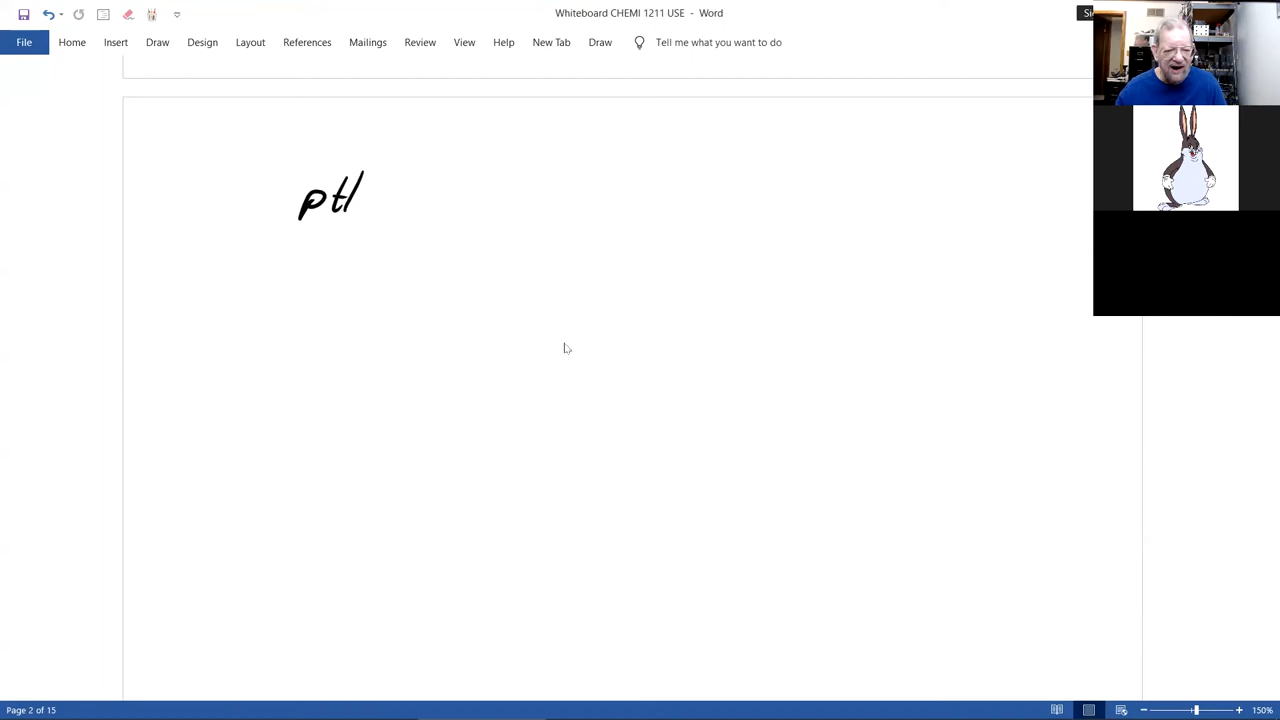 Whiteboard CHEMI 1211 USE - Word
File Home Insert Draw Design Layout References Mailings Review View Help New Tab Draw Tell me what you want to do
ptl
Page 2 of 15
150%